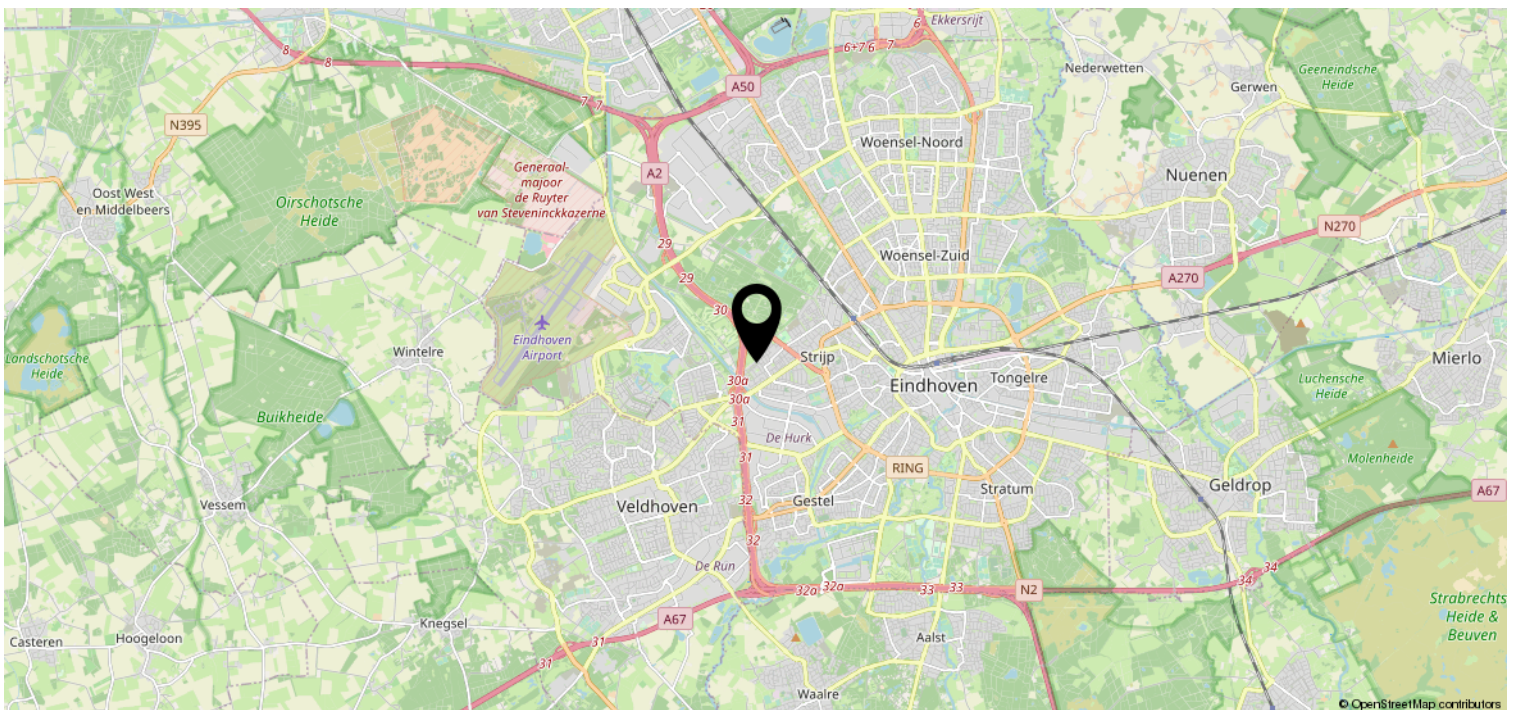 Ekkersrijt
6
8
6+7 6
7
Nederwetten
8
Geeneindsche
Heide
A50
Gerwen
7
7
N395
Woensel-Noord
Generaal-
majoor
de Ruyter
van Steveninckkazerne
A2
Nuenen
Oost West
en Middelbeers
Oirschotsche
Heide
N270
29
Woensel-Zuid
29
A270
30
Eindhoven
Airport
Landschotsche
Heide
Wintelre
Strijp
Mierlo
30a
Eindhoven
Tongelre
Luchensche
Heide
30a
Buikheide
31
De Hurk
31
RING
Molenheide
Geldrop
Stratum
A67
Vessem
Veldhoven
32
Gestel
32
De Run
34
34
32a
32a
33
33
N2
Strabrechts
Heide &
Beuven
A67
Knegsel
Casteren
Hoogeloon
31
Aalst
31
Waalre
© OpenStreetMap contributors